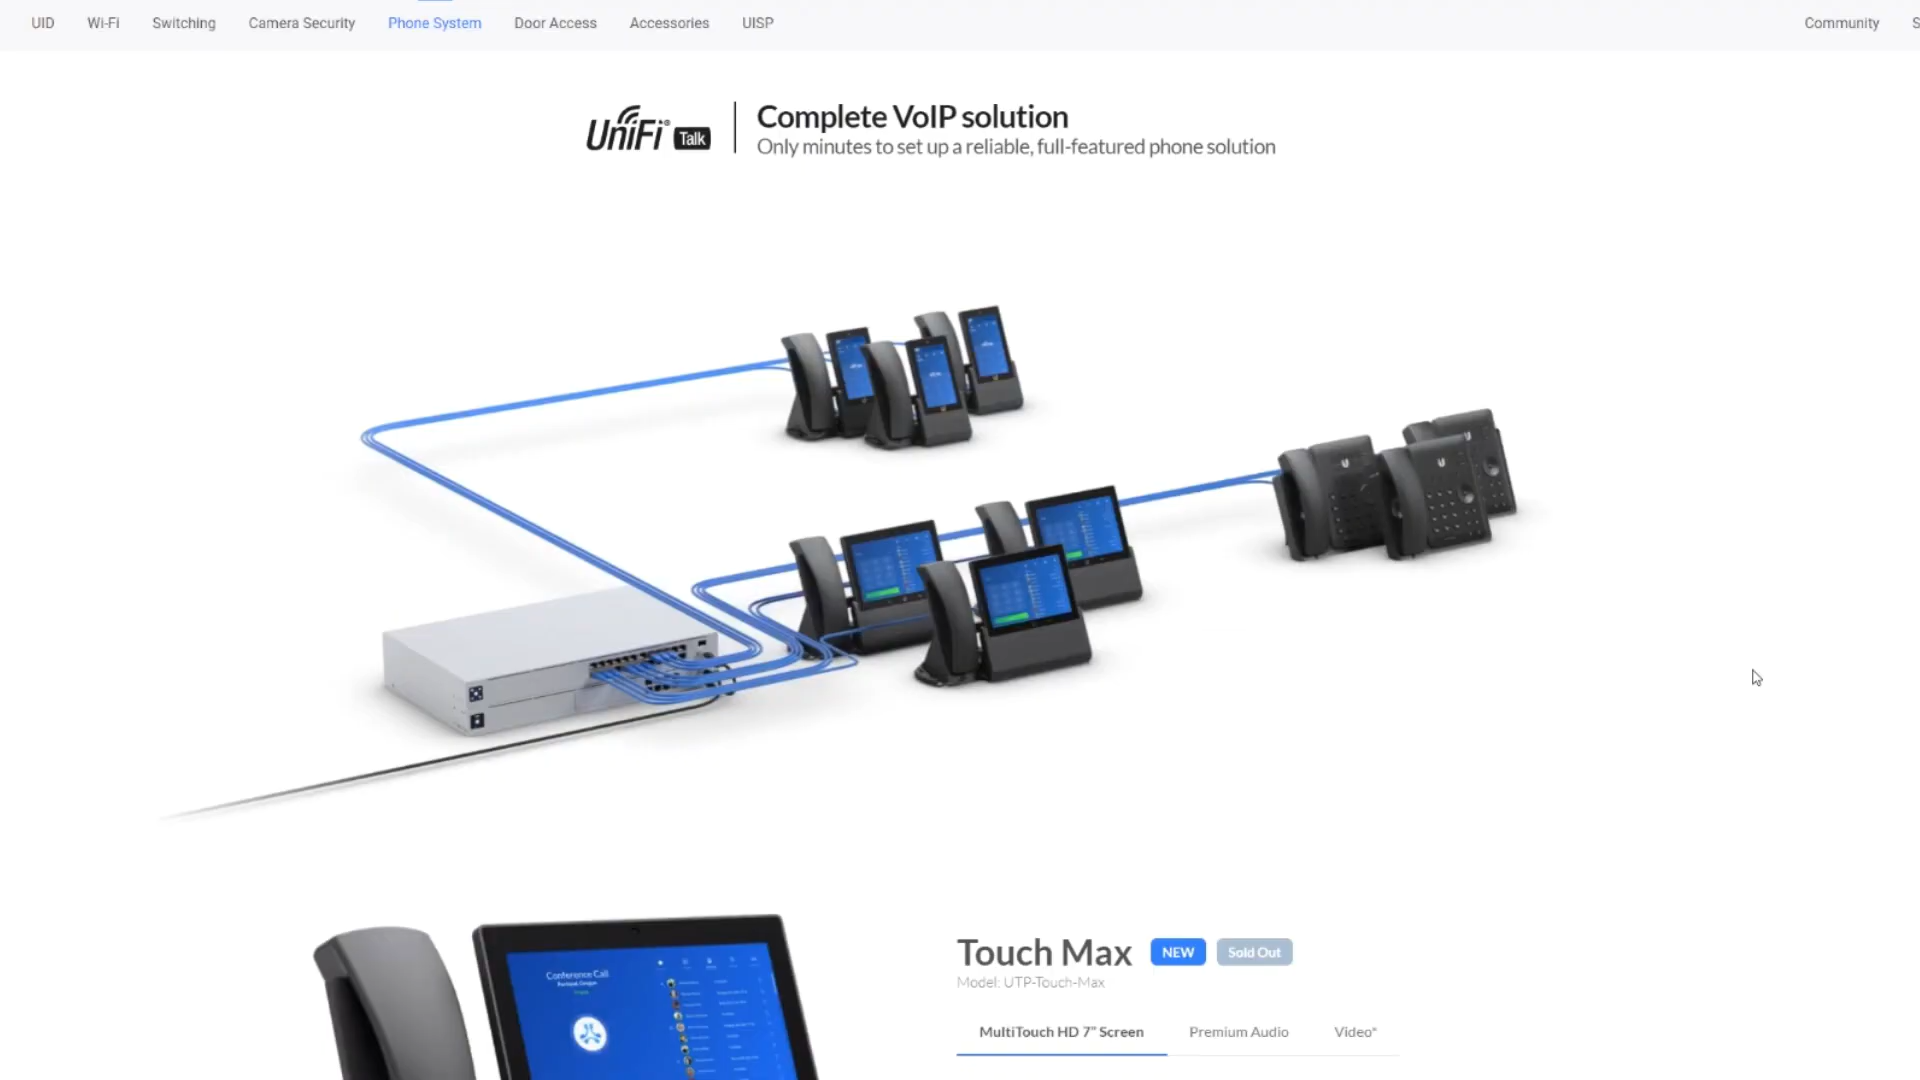 UID Wi-Fi Switching Camera Security Phone System Door Access Accessories UISP Community
UniFi® Talk
Complete VoIP solution
Only minutes to set up a reliable, full-featured phone solution
Conference Call
Portland, Oregon
Touch Max NEW Sold Out
Model: UTP-Touch-Max
MultiTouch HD 7" Screen Premium Audio Video*